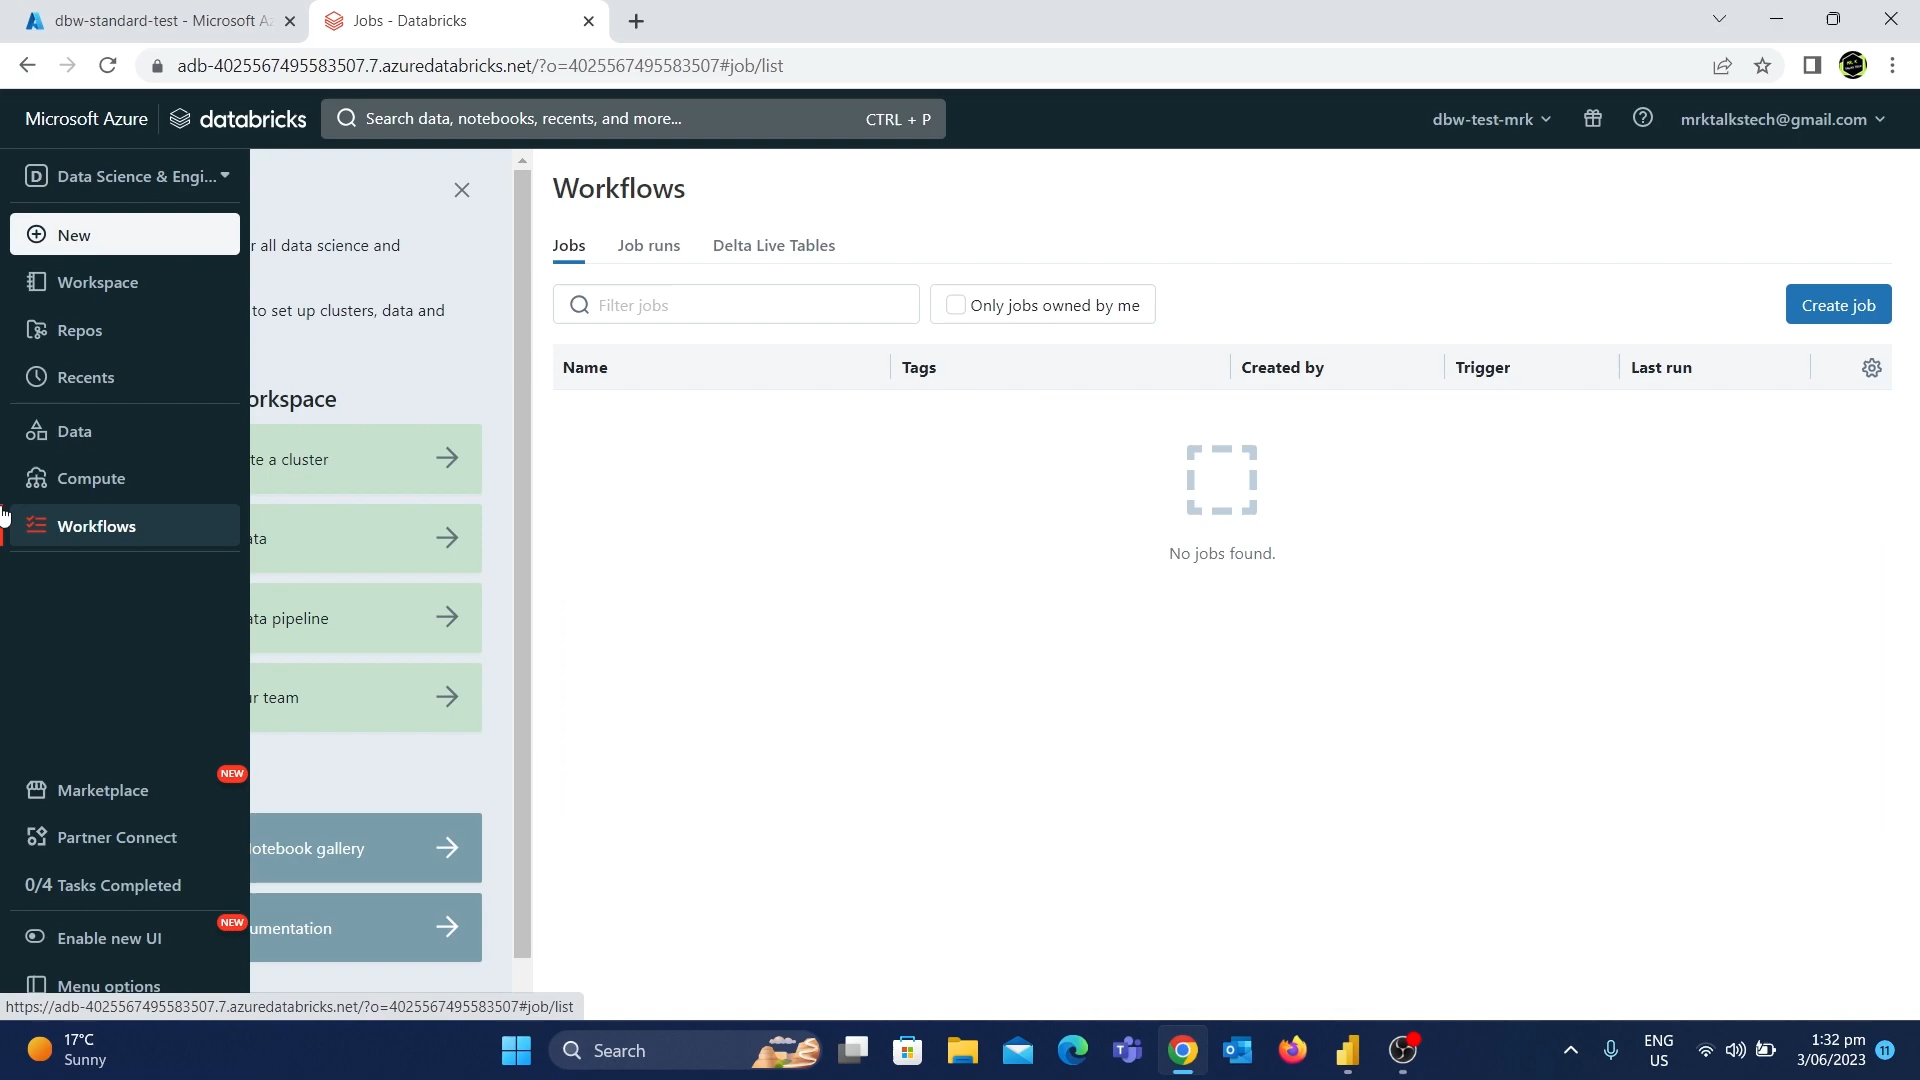 dbw-standard-test - Microsoft Az
Jobs - Databricks
adb-4025567495583507.7.azuredatabricks.net/?o=4025567495583507#job/list
Microsoft Azure
databricks
Search data, notebooks, recents, and more...
CTRL + P
dbw-test-mrk
mrktalkstech@gmail.com
D
Data Science & Engi...
New
Workspace
Repos
Recents
Data
Compute
Workflows
NEW
Marketplace
Partner Connect
0/4 Tasks Completed
NEW
Enable new UI
Menu options
r all data science and
to set up clusters, data and
orkspace
te a cluster
ata
ata pipeline
ur team
lotebook gallery
umentation
Workflows
Jobs
Job runs
Delta Live Tables
Filter jobs
Only jobs owned by me
Create job
Name
Tags
Created by
Trigger
Last run
No jobs found.
https://adb-4025567495583507.7.azuredatabricks.net/?o=4025567495583507#job/list
17°C
Sunny
Search
ENG
US
1:32 pm
3/06/2023
11